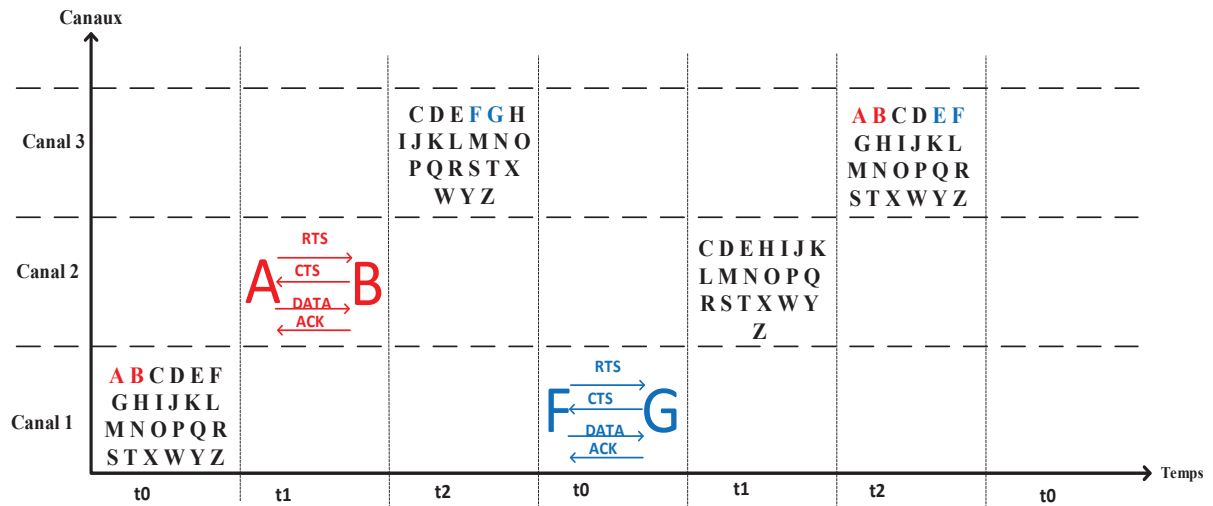 Canaux
Canal 3
C D E F G H
I J K L M N O
P Q R S T X
W Y Z
A B C D E F
G H I J K L
M N O P Q R
S T X W Y Z
Canal 2
RTS
A CTS B
DATA
ACK
C D E H I J K
L M N O P Q
R S T X W Y
Z
Canal 1
A B C D E F
G H I J K L
M N O P Q R
S T X W Y Z
RTS
F CTS G
DATA
ACK
Temps
t0 t1 t2 t0 t1 t2 t0